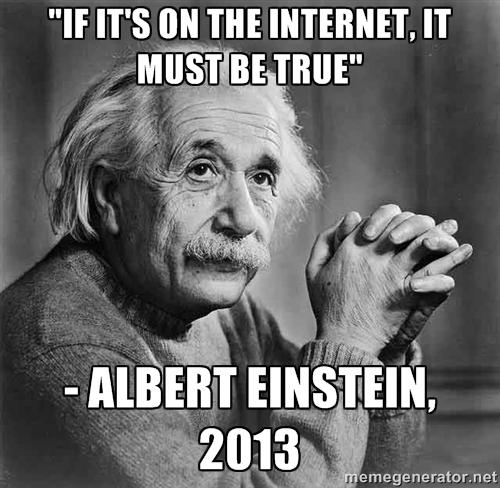 "IF IT'S ON THE INTERNET, IT
MUST BE TRUE"
- ALBERT EINSTEIN,
2013
memegenerator.net